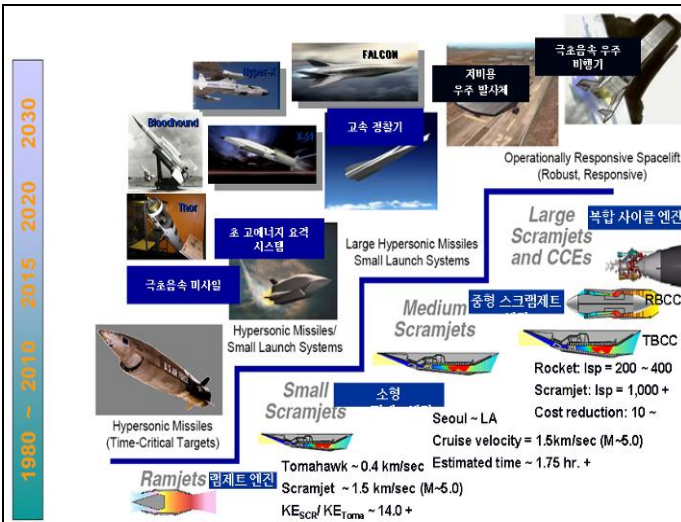 1980 ~ 2010 2015 2020 2030
Hyper-X
FALCON
저비용
우주 발사체
극초음속 우주
비행기
Bloodhound
X-51
고속 정찰기
Operationally Responsive Spacelift
(Robust, Responsive)
Thor
초 고에너지 요격
시스템
Large Hypersonic Missiles
Small Launch Systems
Large
Scramjets
and CCEs
복합 사이클 엔진
극초음속 미사일
RBCC
Hypersonic Missiles/
Small Launch Systems
Medium
Scramjets
중형 스크램제트
TBCC
Rocket: Isp = 200 ~ 400
Scramjet: Isp = 1,000 +
Cost reduction: 10 ~
Small
Scramjets
소형
Seoul ~ LA
Cruise velocity = 1.5km/sec (M~5.0)
Estimated time ~ 1.75 hr. +
Hypersonic Missiles
(Time-Critical Targets)
Tomahawk ~ 0.4 km/sec
Scramjet ~ 1.5 km/sec (M~5.0)
KESCR/ KEToma ~ 14.0 +
Ramjets
램제트 엔진